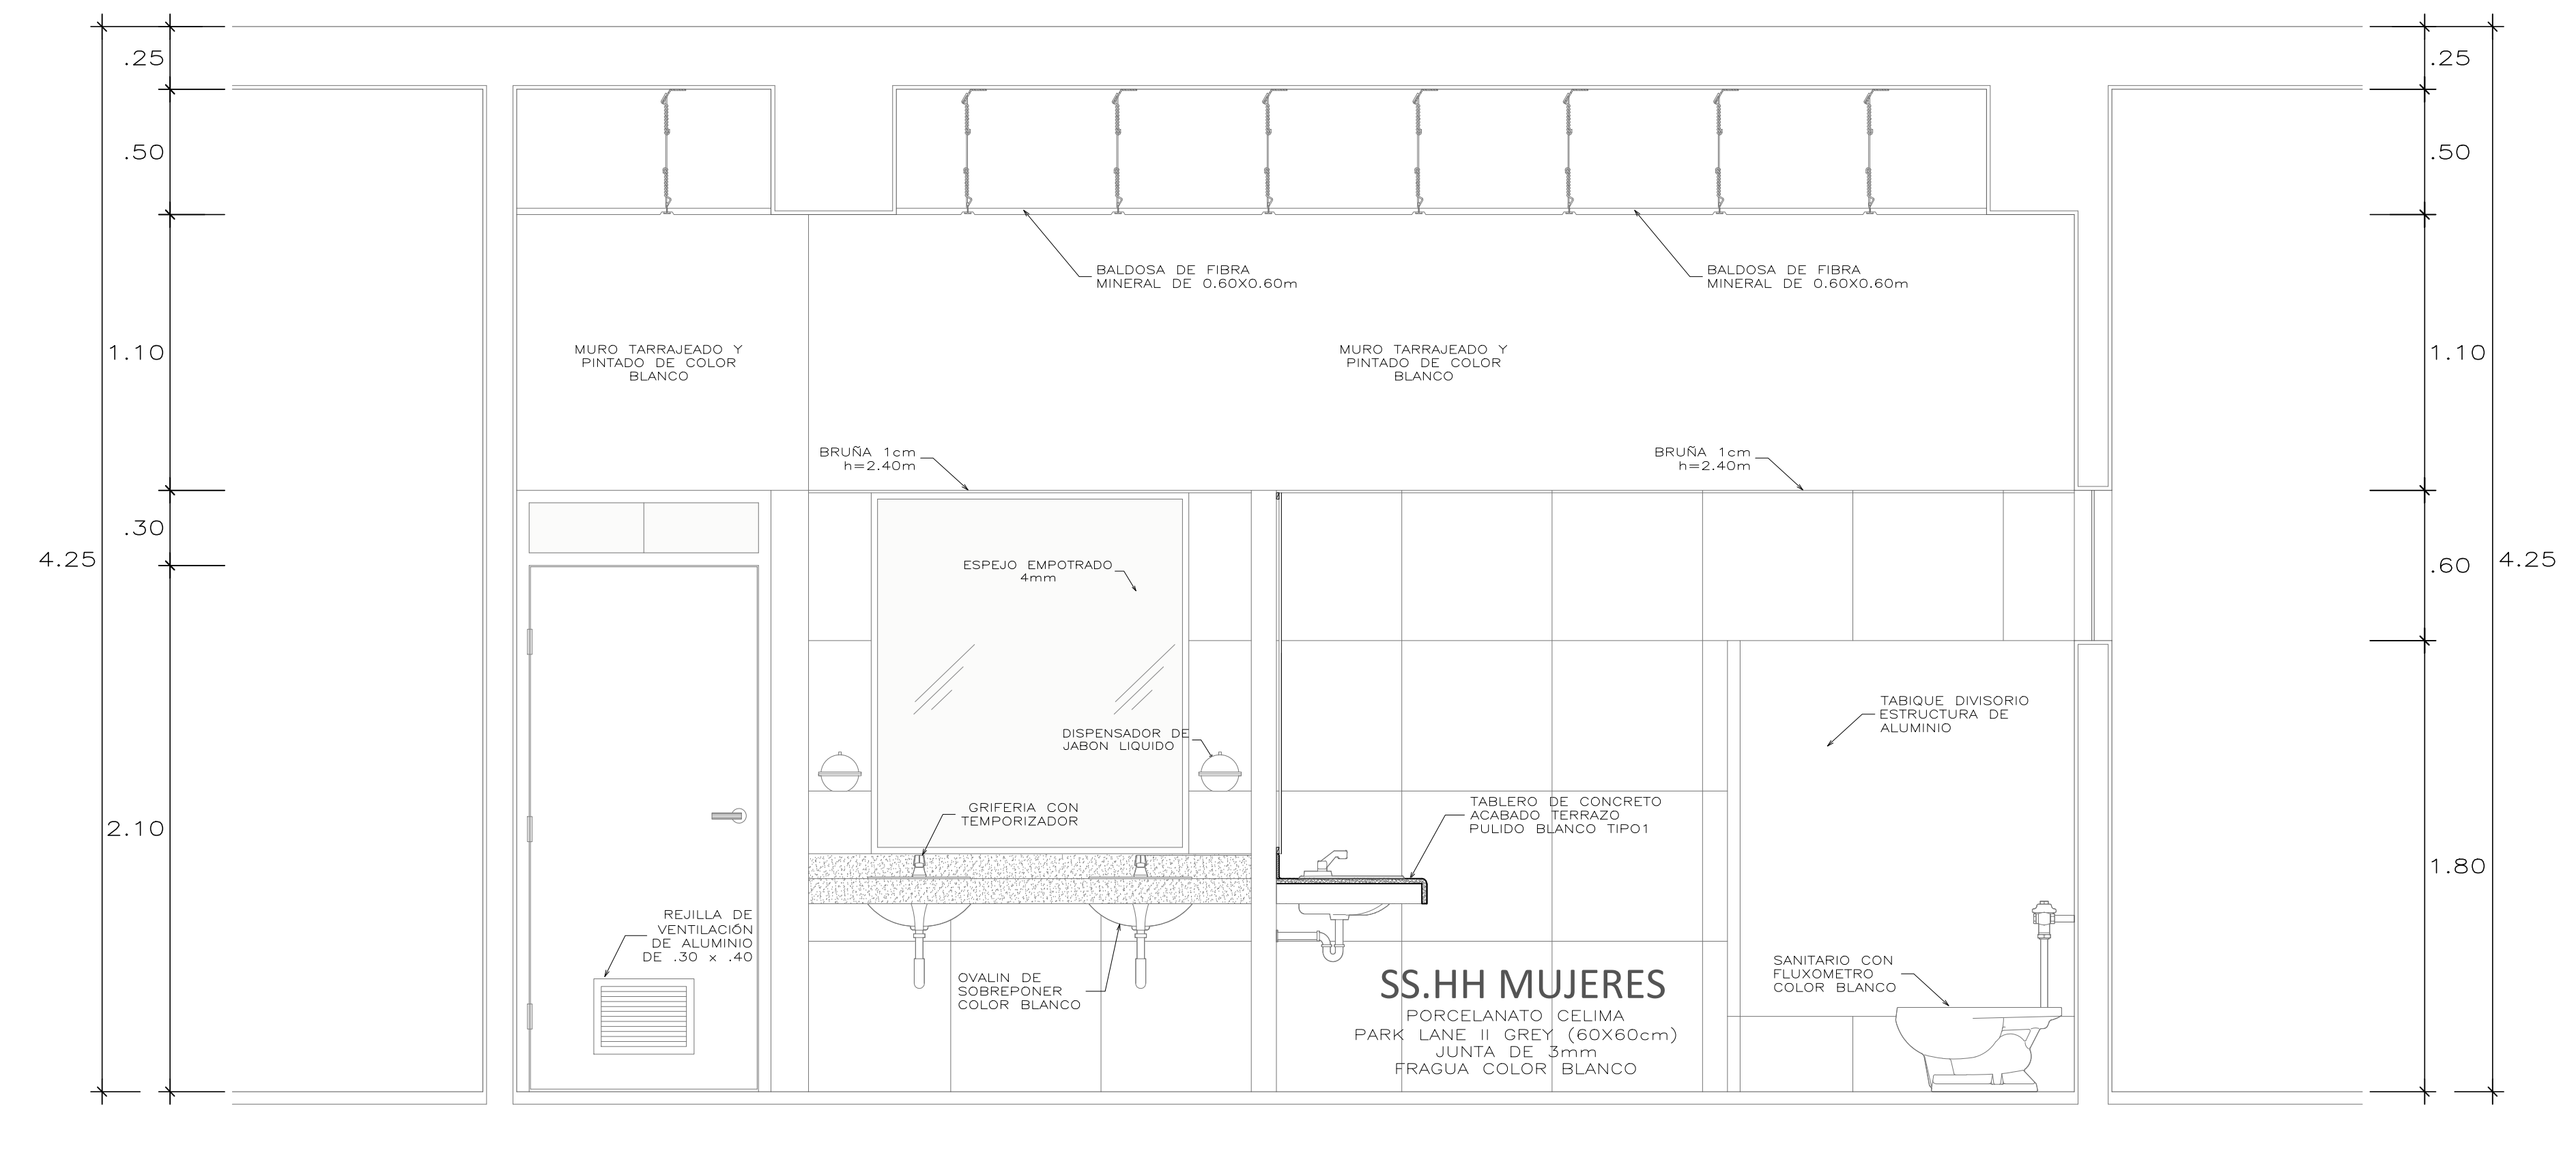 .25
.25
.50
.50
BALDOSA DE FIBRA
MINERAL DE 0.60X0.60m
BALDOSA DE FIBRA
MINERAL DE 0.60X0.60m
1.10
MURO TARRAJEADO Y
PINTADO DE COLOR
BLANCO
MURO TARRAJEADO Y
PINTADO DE COLOR
BLANCO
1.10
BRUÑA 1cm
h=2.40m
BRUÑA 1cm
h=2.40m
.30
4.25
ESPEJO EMPOTRADO
4mm
.60
4.25
TABIQUE DIVISORIO
ESTRUCTURA DE
ALUMINIO
DISPENSADOR DE
JABON LIQUIDO
2.10
GRIFERIA CON
TEMPORIZADOR
TABLERO DE CONCRETO
ACABADO TERRAZO
PULIDO BLANCO TIPO1
1.80
REJILLA DE
VENTILACIÓN
DE ALUMINIO
DE .30 x .40
OVALIN DE
SOBREPONER
COLOR BLANCO
SANITARIO CON
FLUXOMETRO
COLOR BLANCO
SS.HH MUJERES
PORCELANATO CELIMA
PARK LANE II GREY (60X60cm)
JUNTA DE 3mm
FRAGUA COLOR BLANCO